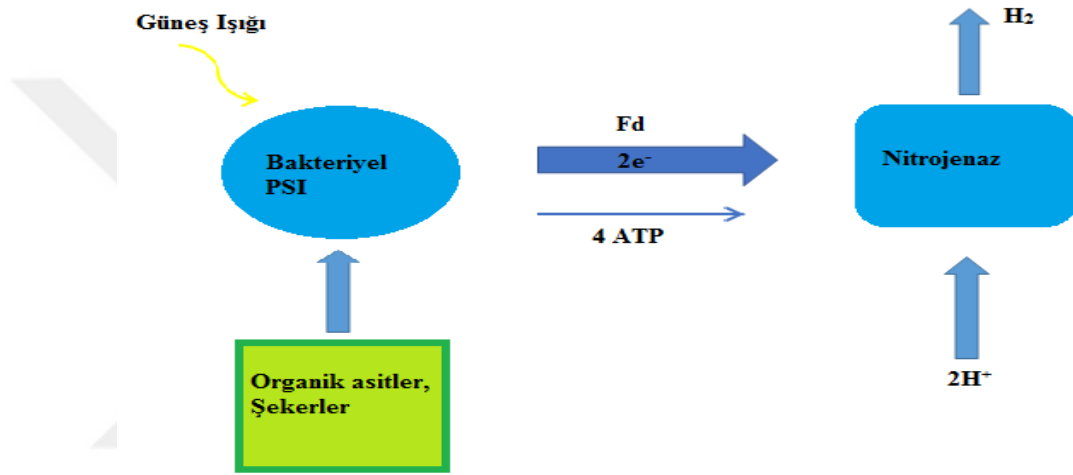 Güneş Işığı
Bakteriyel
PSI
Organik asitler,
Şekerler
Fd
2e⁻
4 ATP
H₂
Nitrojenaz
2H⁺